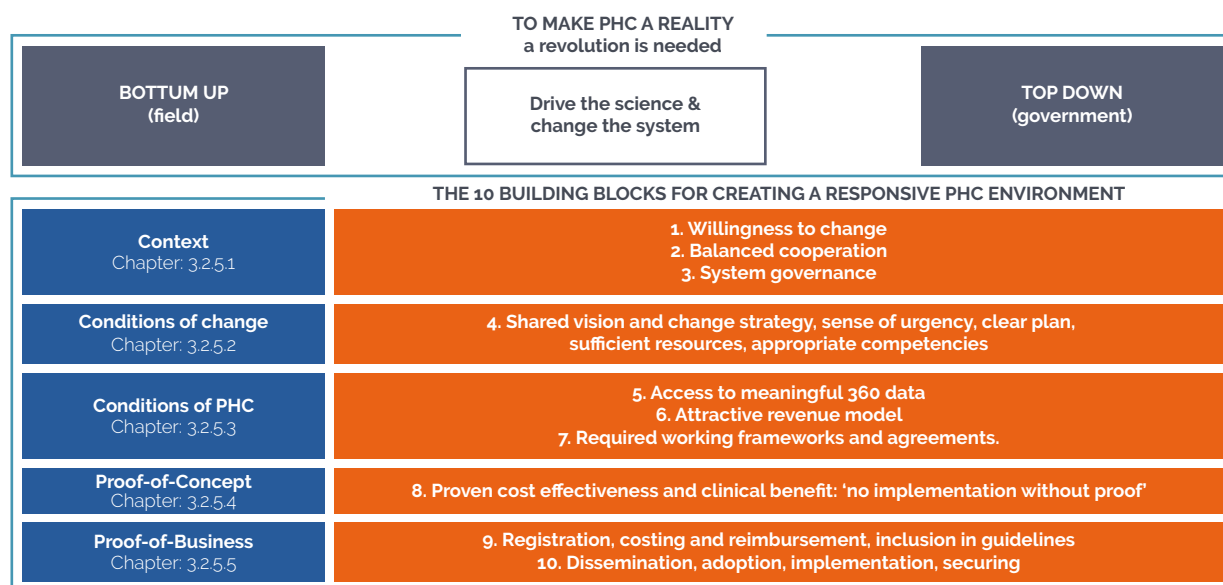 TO MAKE PHC A REALITY
a revolution is needed
BOTTUM UP
(field)
Drive the science &
change the system
TOP DOWN
(government)
THE 10 BUILDING BLOCKS FOR CREATING A RESPONSIVE PHC ENVIRONMENT
Context
Chapter: 3.2.5.1
1. Willingness to change
2. Balanced cooperation
3. System governance
Conditions of change
Chapter: 3.2.5.2
4. Shared vision and change strategy, sense of urgency, clear plan,
sufficient resources, appropriate competencies
Conditions of PHC
Chapter: 3.2.5.3
5. Access to meaningful 360 data
6. Attractive revenue model
7. Required working frameworks and agreements.
Proof-of-Concept
Chapter: 3.2.5.4
8. Proven cost effectiveness and clinical benefit: ‘no implementation without proof’
Proof-of-Business
Chapter: 3.2.5.5
9. Registration, costing and reimbursement, inclusion in guidelines
10. Dissemination, adoption, implementation, securing